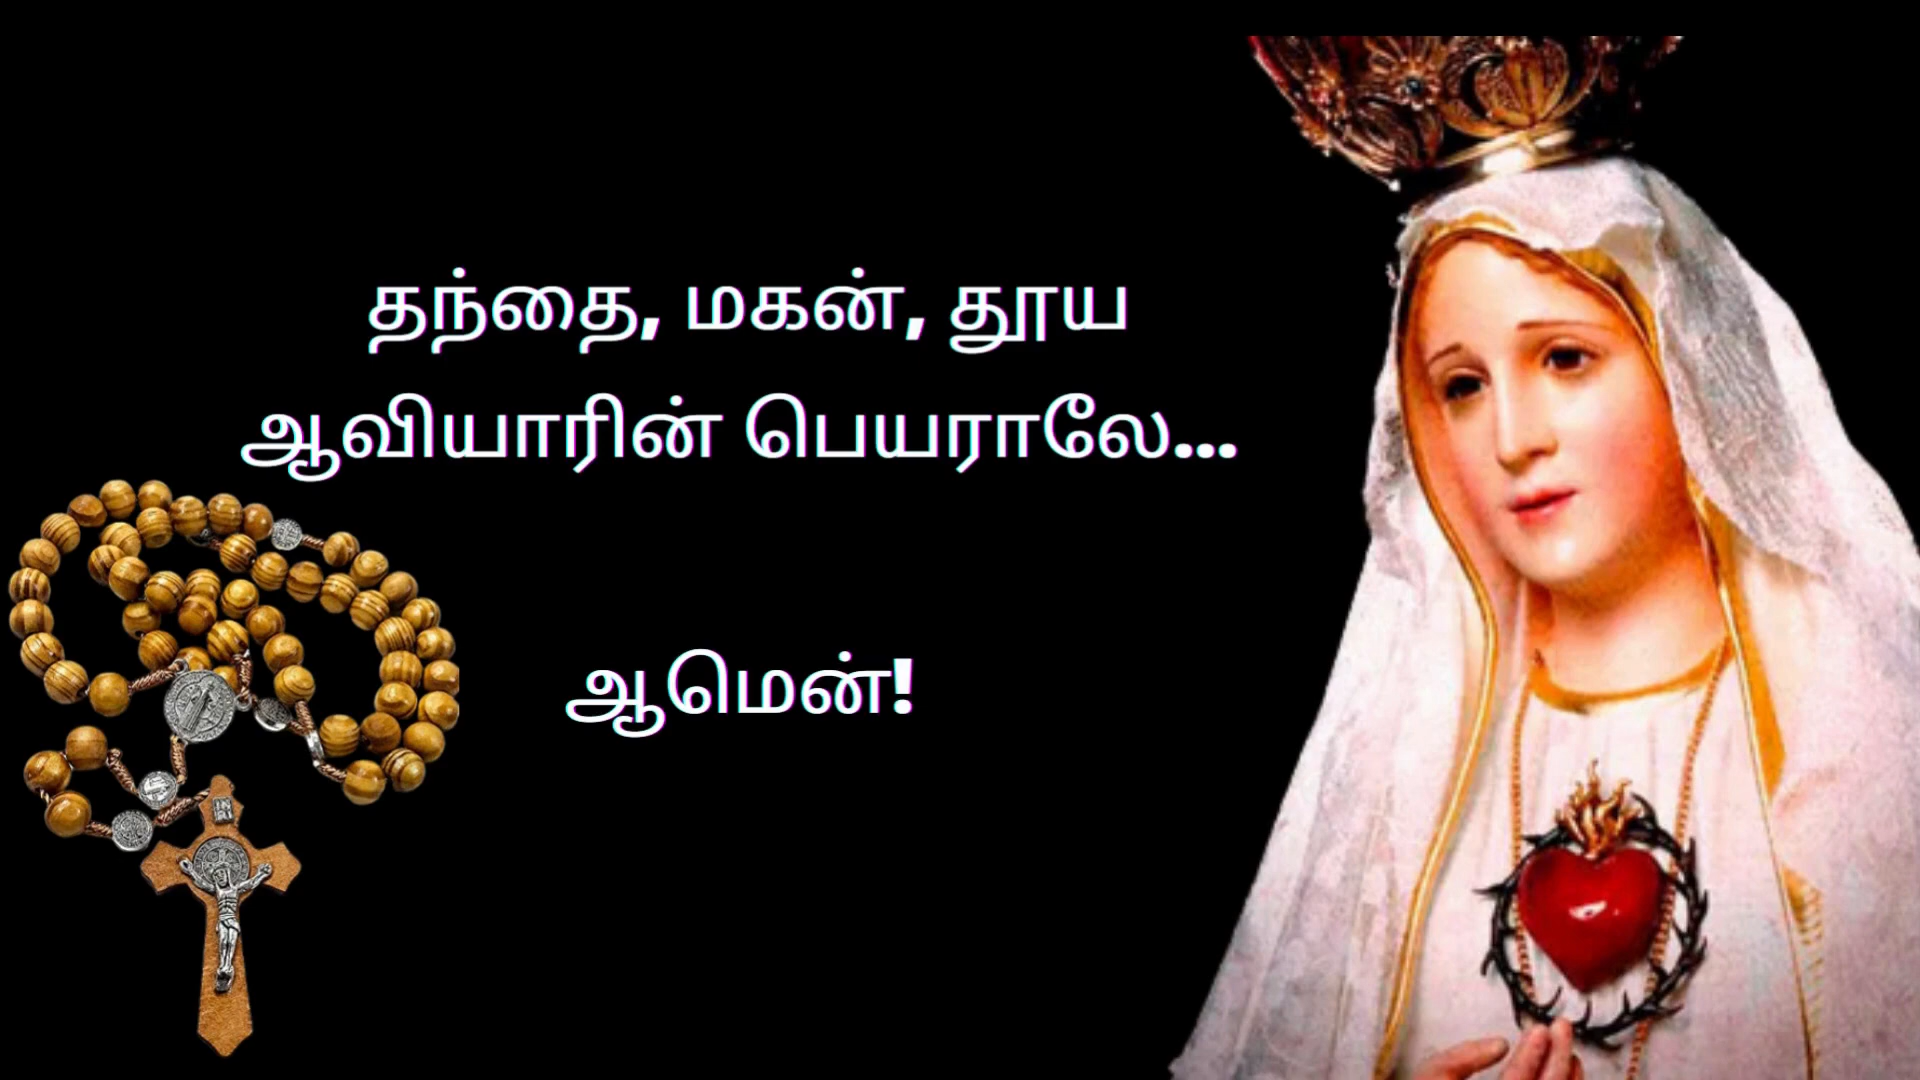 தந்தை, மகன், தூய
ஆவியாரின் பெயராலே...
ஆமென்!